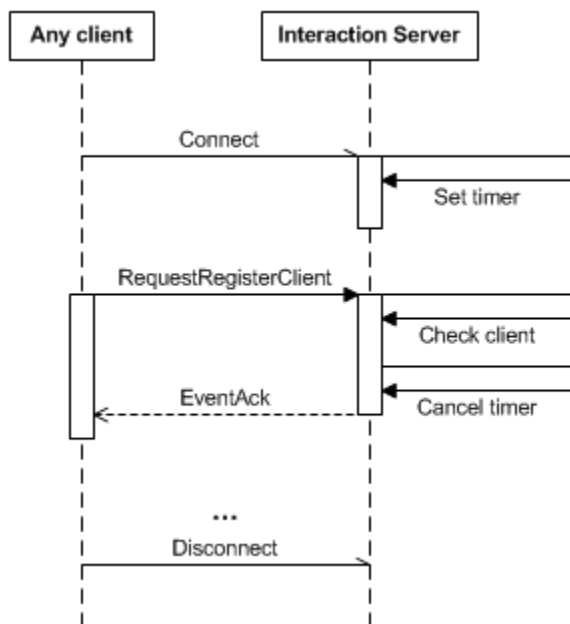 Any client
Interaction Server
Connect
Set timer
RequestRegisterClient
Check client
EventAck
Cancel timer
...
Disconnect